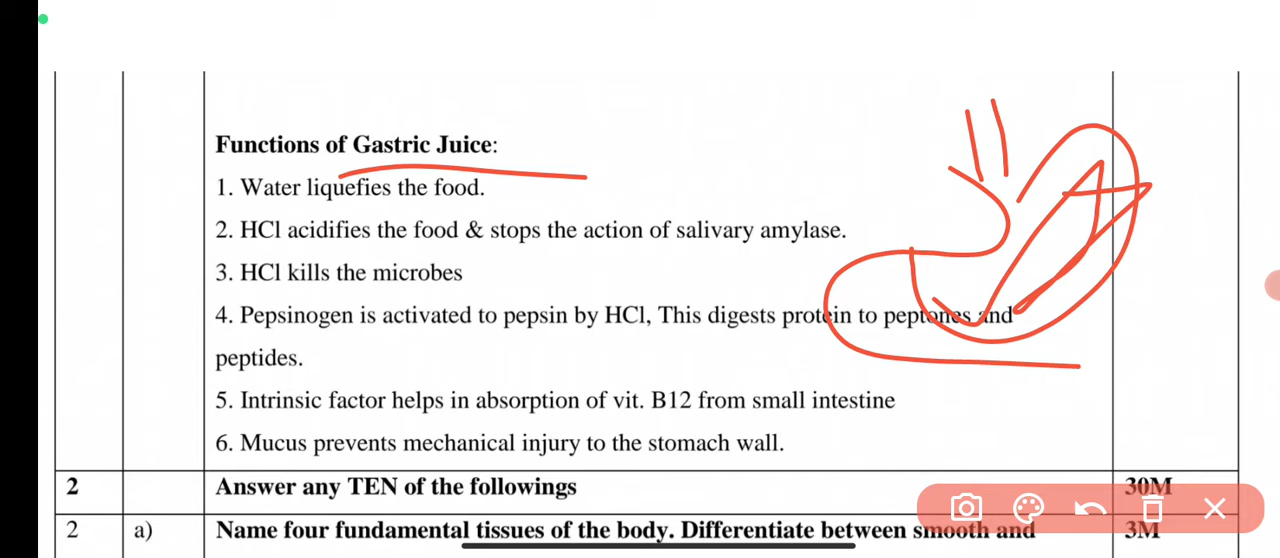 Functions of Gastric Juice:
1. Water liquefies the food.
2. HCl acidifies the food & stops the action of salivary amylase.
3. HCl kills the microbes
4. Pepsinogen is activated to pepsin by HCl, This digests protein to peptones and
peptides.
5. Intrinsic factor helps in absorption of vit. B12 from small intestine
6. Mucus prevents mechanical injury to the stomach wall.
2 Answer any TEN of the followings 30M
2 a) Name four fundamental tissues of the body. Differentiate between smooth and 3M